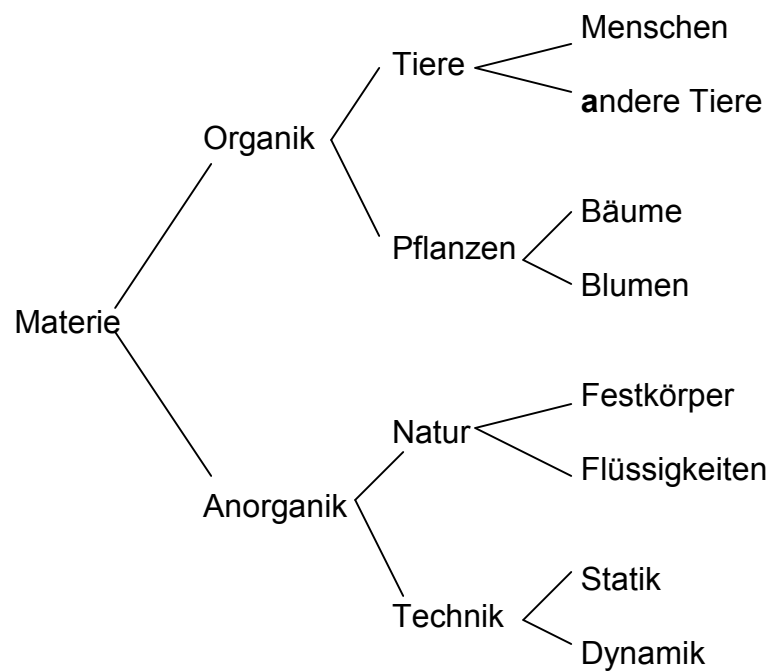 Menschen
Tiere
andere Tiere
Organik
Bäume
Pflanzen
Blumen
Materie
Festkörper
Natur
Flüssigkeiten
Anorganik
Statik
Technik
Dynamik